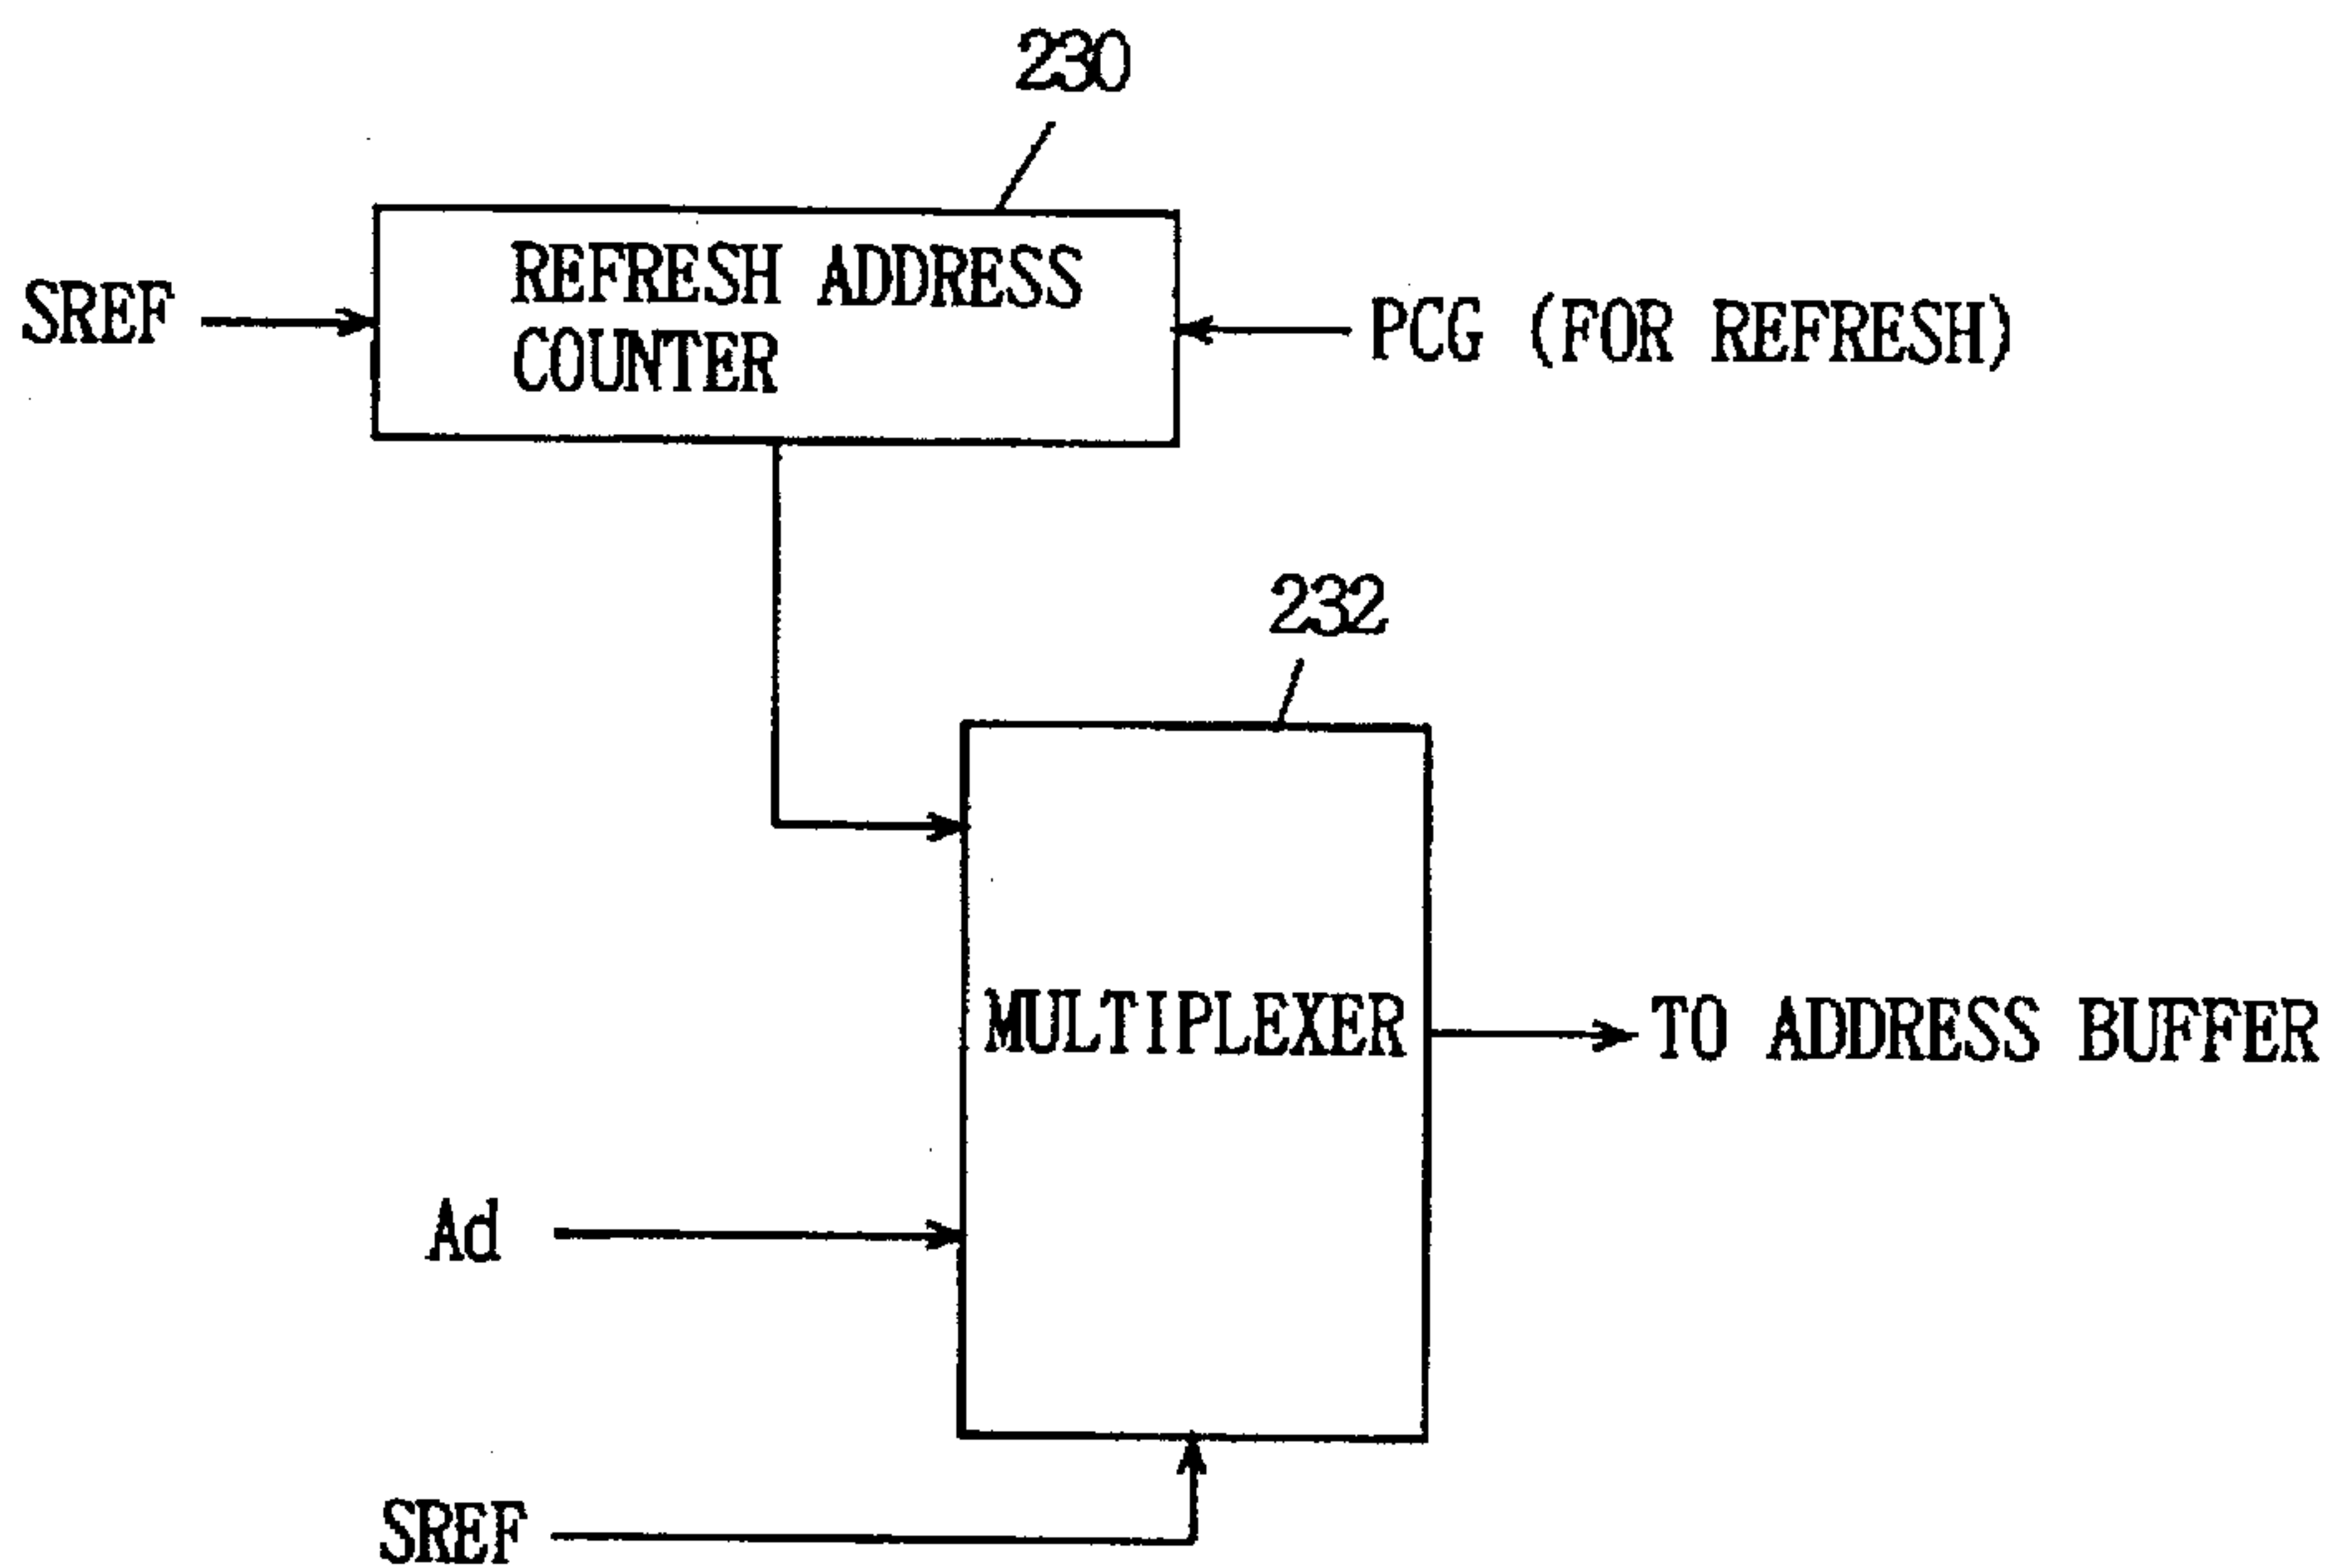 230
REFRESH ADDRESS
COUNTER
SREF
PCG (FOR REFRESH)
232
MULTIPLEXER
TO ADDRESS BUFFER
Ad
SREF